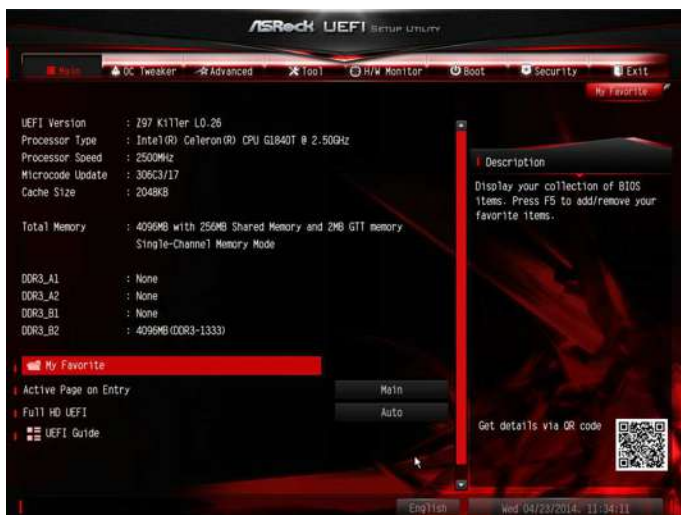 ASRock UEFI SETUP UTILITY
Main OC Tweaker Advanced Tool H/W Monitor Boot Security Exit
My Favorite
UEFI Version : Z97 Killer L0.26
Processor Type : Intel(R) Celeron(R) CPU G1840T @ 2.50GHz
Processor Speed : 2500MHz
Microcode Update : 306C3/17
Cache Size : 2048KB
Total Memory : 4096MB with 256MB Shared Memory and 2MB GTT memory
Single-Channel Memory Mode
DDR3_A1 : None
DDR3_A2 : None
DDR3_B1 : None
DDR3_B2 : 4096MB(DDR3-1333)
My Favorite
Active Page on Entry Main
Full HD UEFI Auto
UEFI Guide
Description
Display your collection of BIOS
items. Press F5 to add/remove your
favorite items.
Get details via QR code
English Wed 04/23/2014. 11:34:11